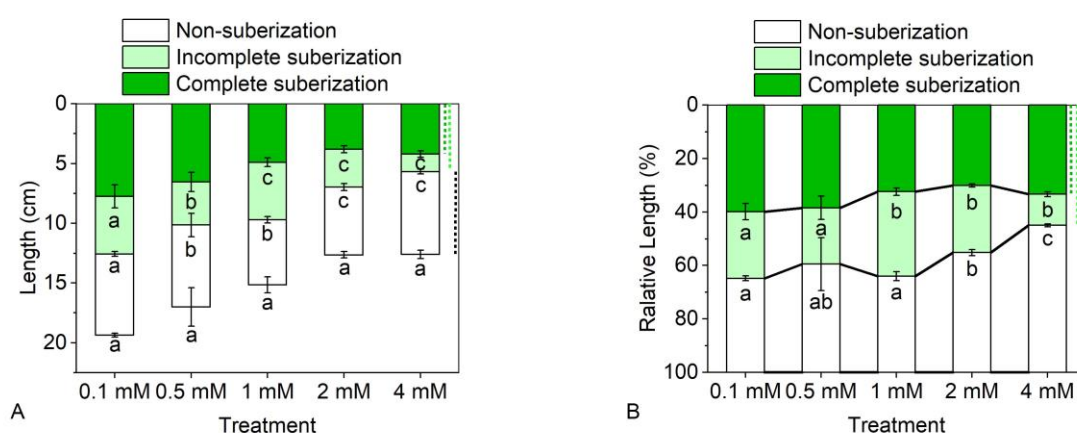 Non-suberization
Incomplete suberization
Complete suberization
0
5
10
15
20
Length (cm)
a
a
a
b
b
a
c
b
a
c
c
a
c
c
a
0.1 mM 0.5 mM 1 mM 2 mM 4 mM
Treatment
A
Non-suberization
Incomplete suberization
Complete suberization
0
20
40
60
80
100
Ralative Length (%)
a
a
a
ab
b
a
b
b
b
c
0.1 mM 0.5 mM 1 mM 2 mM 4 mM
Treatment
B